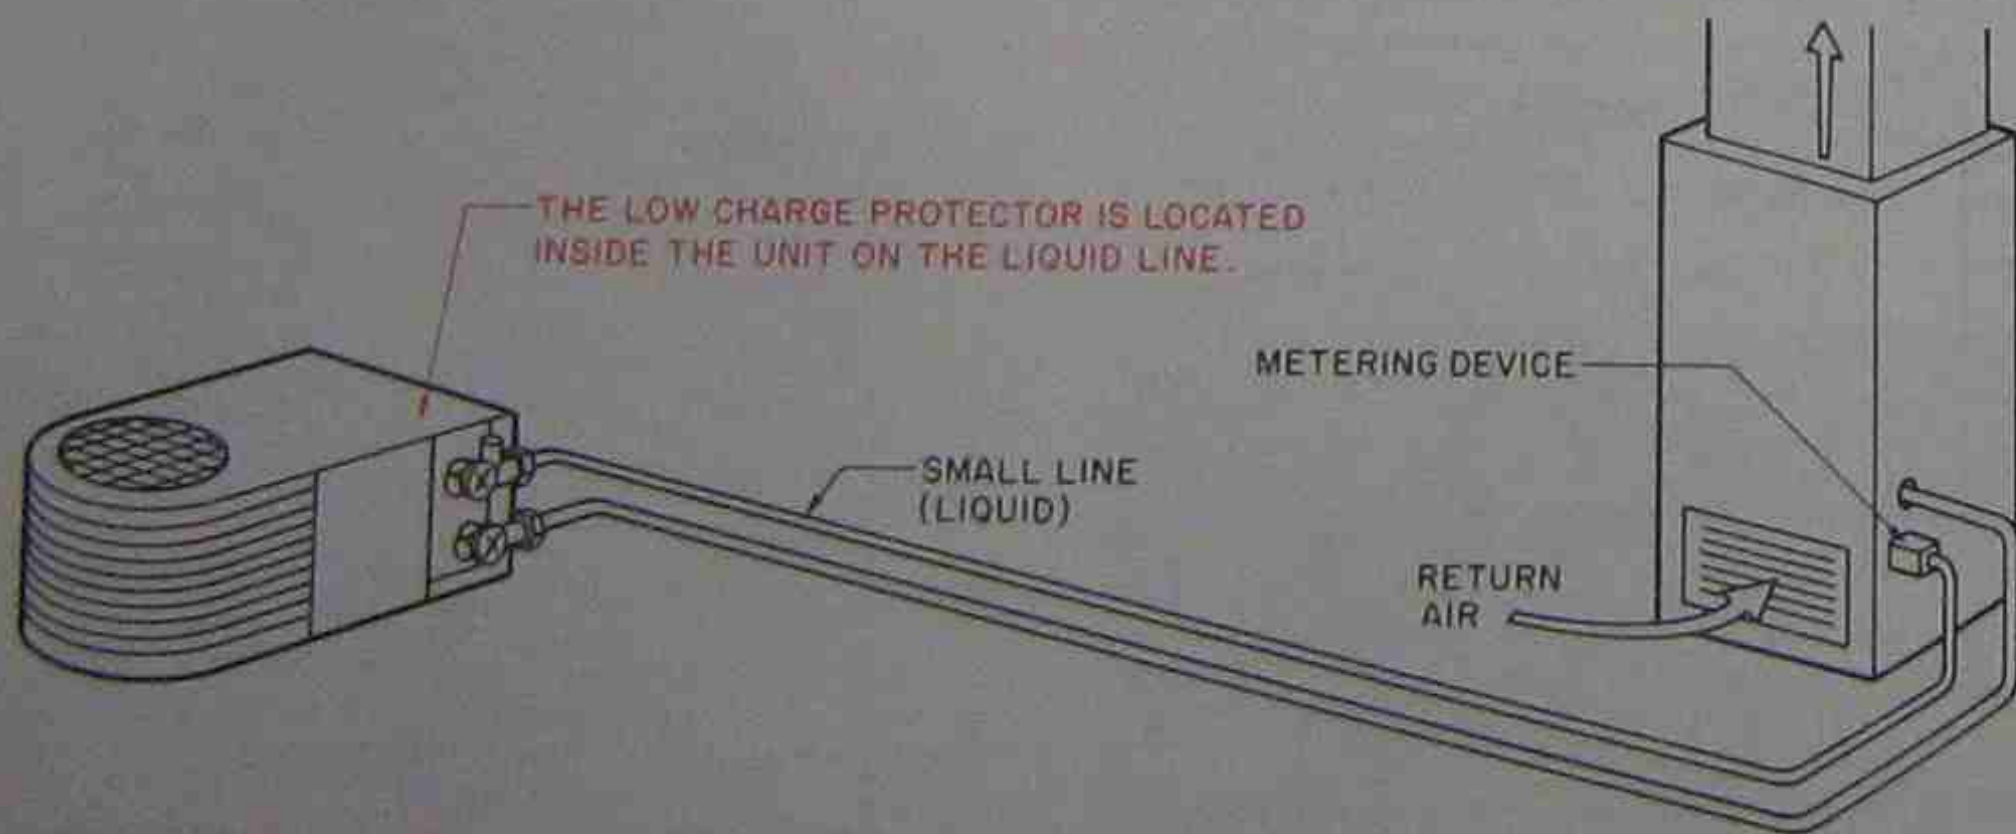 THE LOW CHARGE PROTECTOR IS LOCATED
INSIDE THE UNIT ON THE LIQUID LINE.
METERING DEVICE
SMALL LINE
(LIQUID)
RETURN
AIR